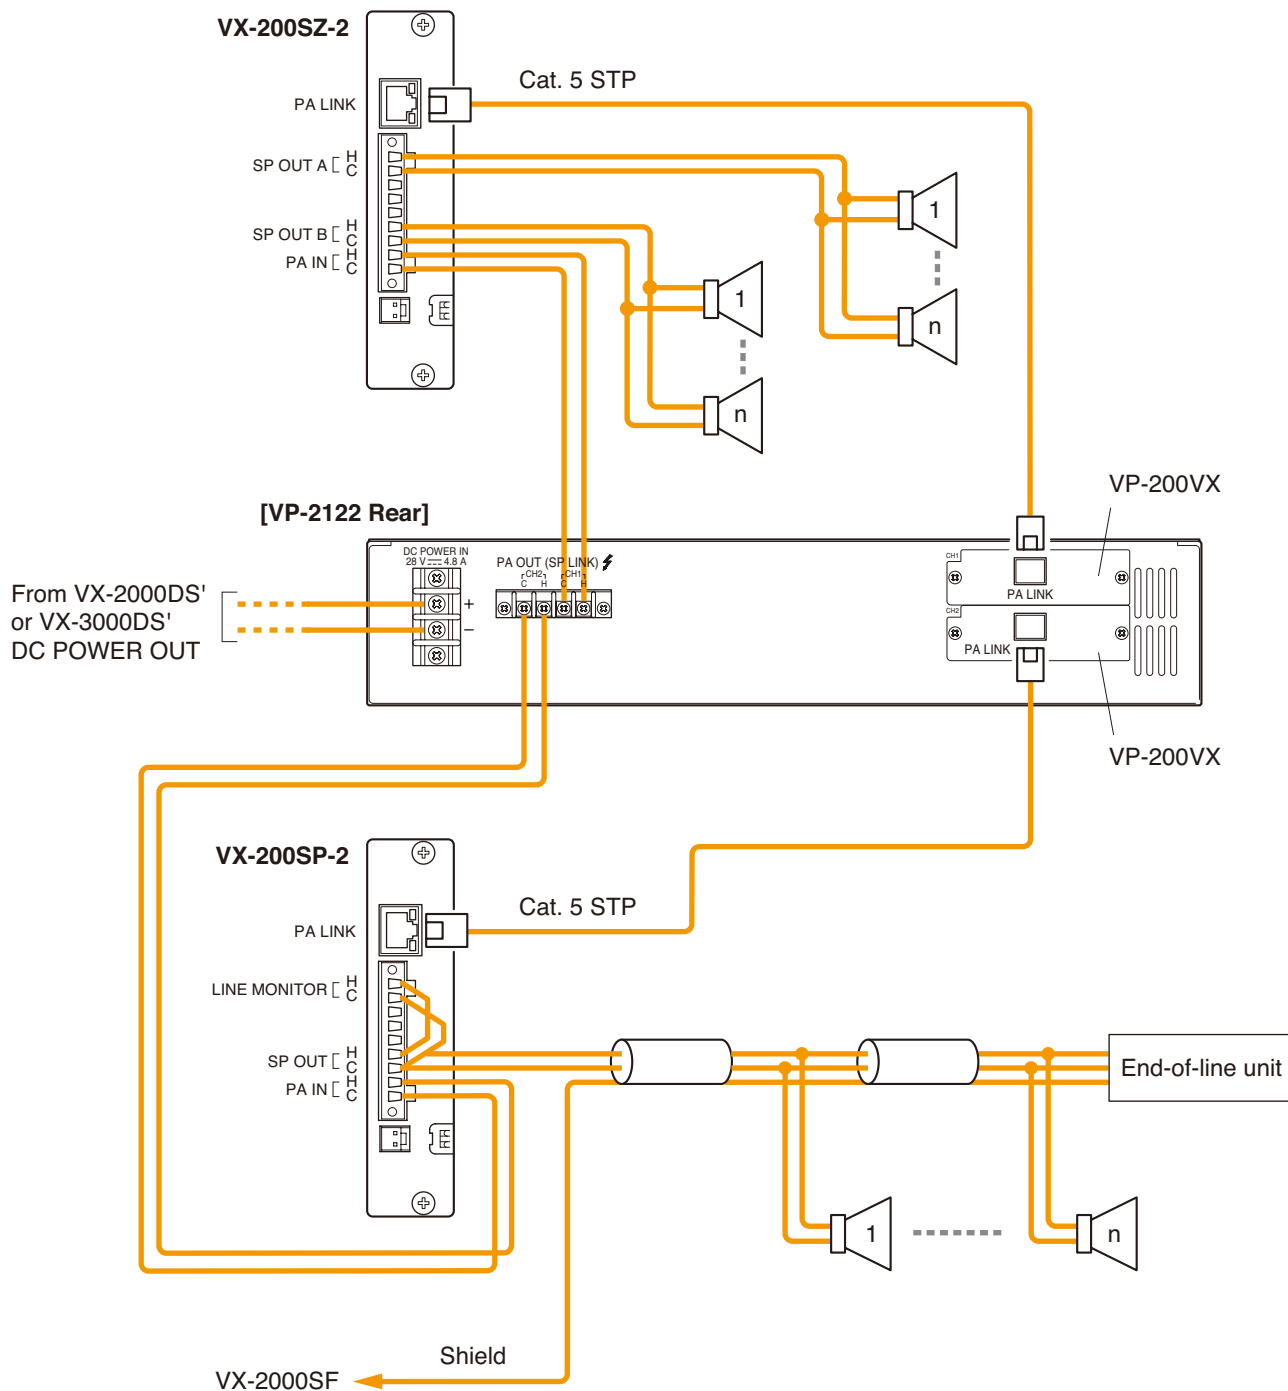 VX-200SZ-2
Cat. 5 STP
PA LINK
SP OUT A
H
C
SP OUT B
H
C
PA IN
H
C
1
n
1
n
[VP-2122 Rear]
VP-200VX
DC POWER IN
28 V 4.8 A
PA OUT (SP LINK)
CH2 CH1
C H C H
+
−
From VX-2000DS'
or VX-3000DS'
DC POWER OUT
CH1
PA LINK
CH2
PA LINK
VP-200VX
VX-200SP-2
Cat. 5 STP
PA LINK
LINE MONITOR
H
C
SP OUT
H
C
PA IN
H
C
End-of-line unit
1
n
Shield
VX-2000SF